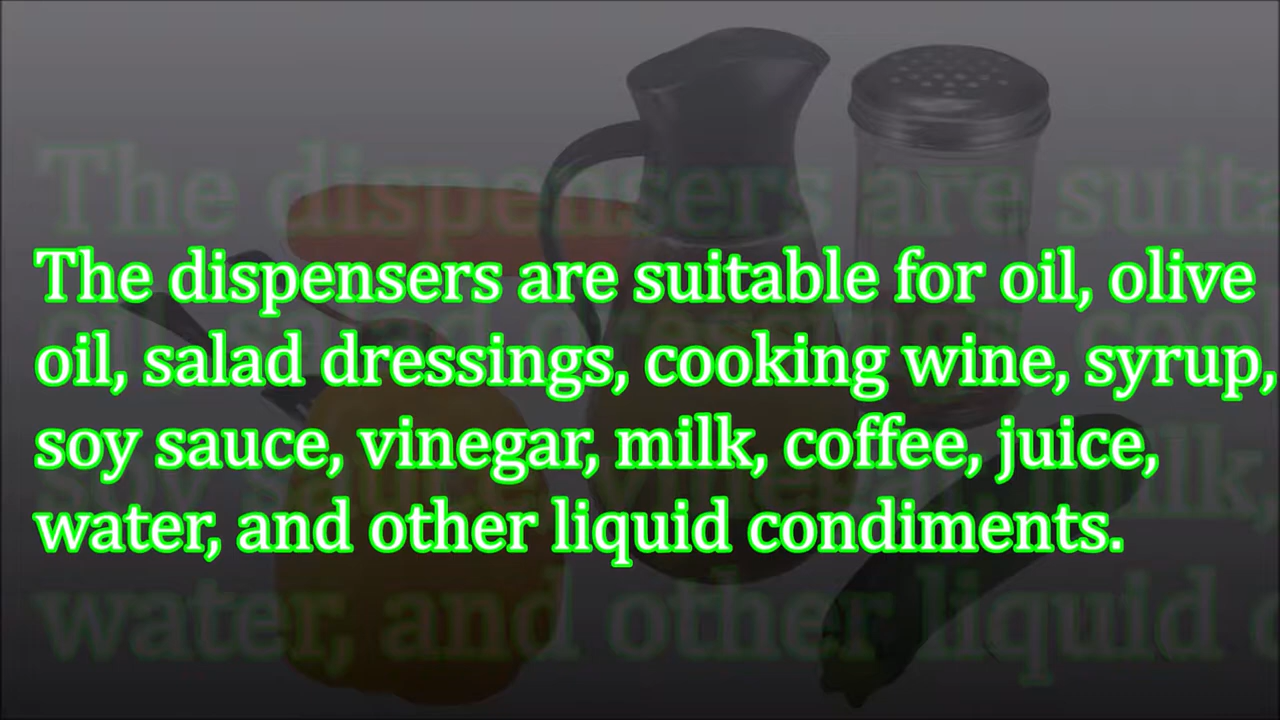 The dispensers are suitable for oil, olive
oil, salad dressings, cooking wine, syrup,
soy sauce, vinegar, milk, coffee, juice,
water, and other liquid condiments.